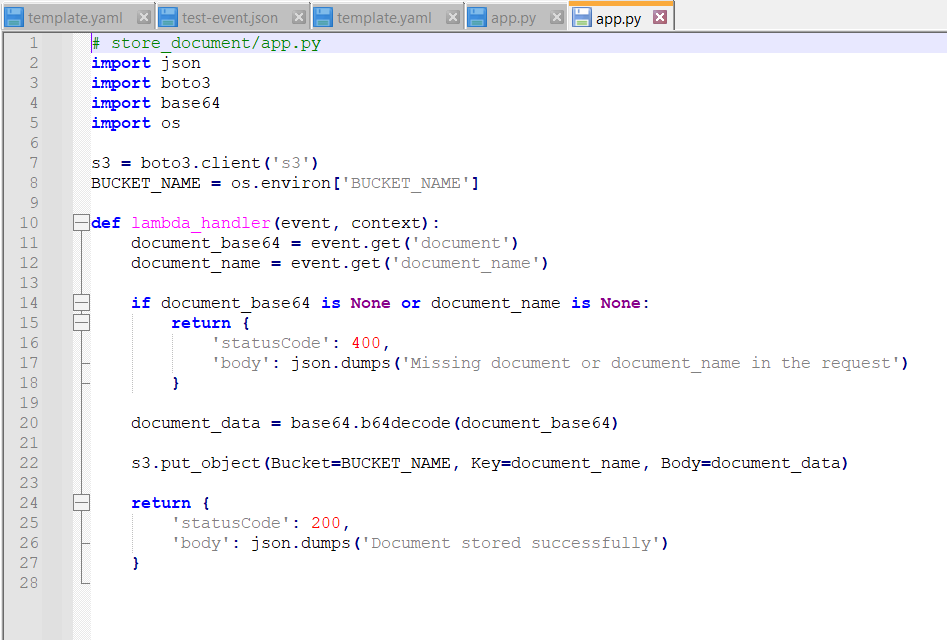 template.yaml test-event.json template.yaml app.py app.py
1 # store_document/app.py
2 import json
3 import boto3
4 import base64
5 import os
6
7 s3 = boto3.client('s3')
8 BUCKET_NAME = os.environ['BUCKET_NAME']
9
10 def lambda_handler(event, context):
11     document_base64 = event.get('document')
12     document_name = event.get('document_name')
13
14     if document_base64 is None or document_name is None:
15         return {
16             'statusCode': 400,
17             'body': json.dumps('Missing document or document_name in the request')
18         }
19
20     document_data = base64.b64decode(document_base64)
21
22     s3.put_object(Bucket=BUCKET_NAME, Key=document_name, Body=document_data)
23
24     return {
25         'statusCode': 200,
26         'body': json.dumps('Document stored successfully')
27     }
28